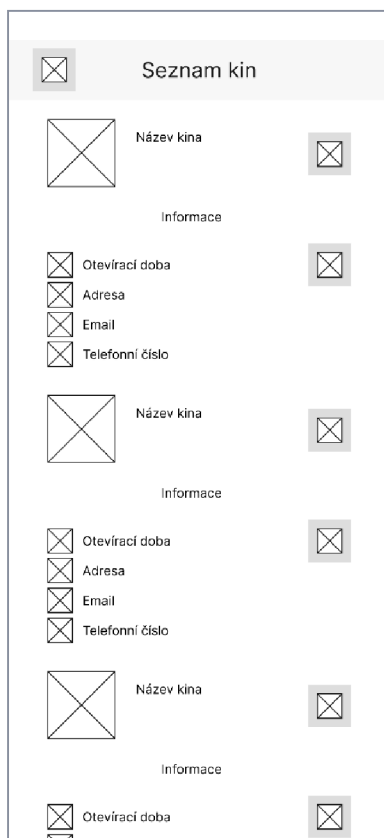 Seznam kin
Název kina
Informace
Otevírací doba
Adresa
Email
Telefonní číslo
Název kina
Informace
Otevírací doba
Adresa
Email
Telefonní číslo
Název kina
Informace
Otevírací doba